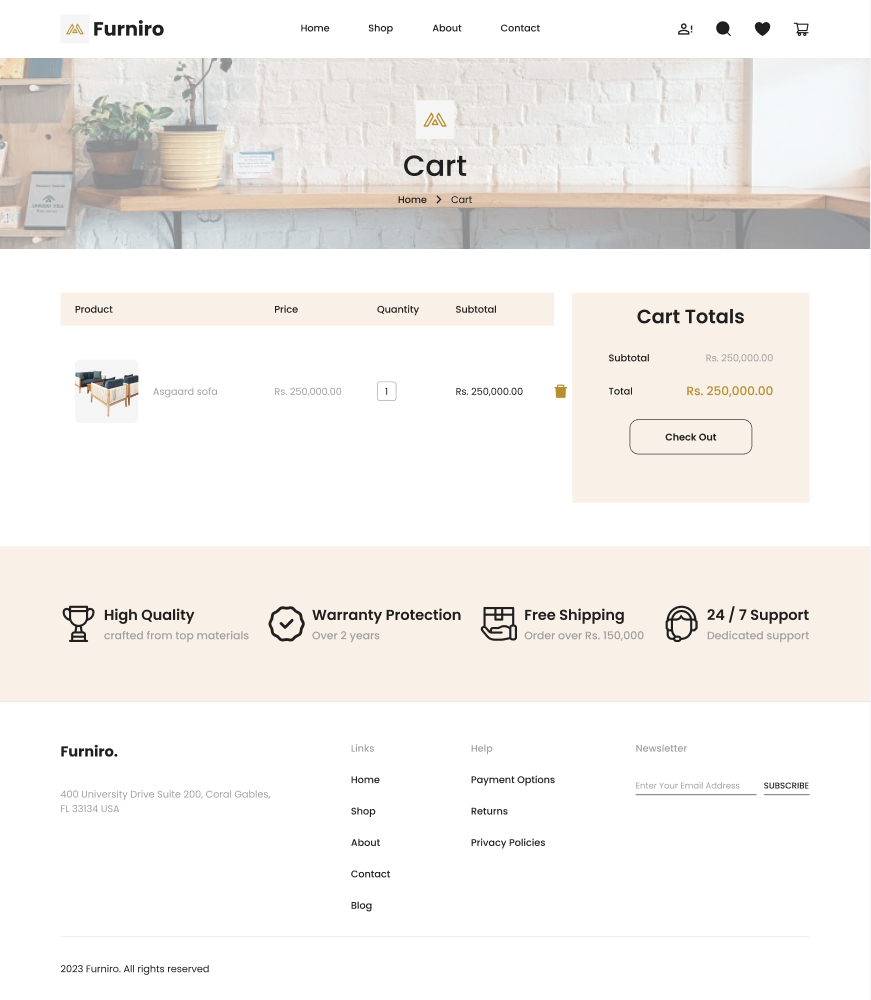 Furniro
Home Shop About Contact
Cart
Home > Cart
Product Price Quantity Subtotal
Asgaard sofa Rs. 250,000.00 1 Rs. 250,000.00
Cart Totals
Subtotal Rs. 250,000.00
Total Rs. 250,000.00
Check Out
High Quality
crafted from top materials
Warranty Protection
Over 2 years
Free Shipping
Order over Rs. 150,000
24 / 7 Support
Dedicated support
Furniro.
400 University Drive Suite 200, Coral Gables,
FL 33134 USA
Links
Home
Shop
About
Contact
Blog
Help
Payment Options
Returns
Privacy Policies
Newsletter
Enter Your Email Address SUBSCRIBE
2023 Furniro. All rights reserved